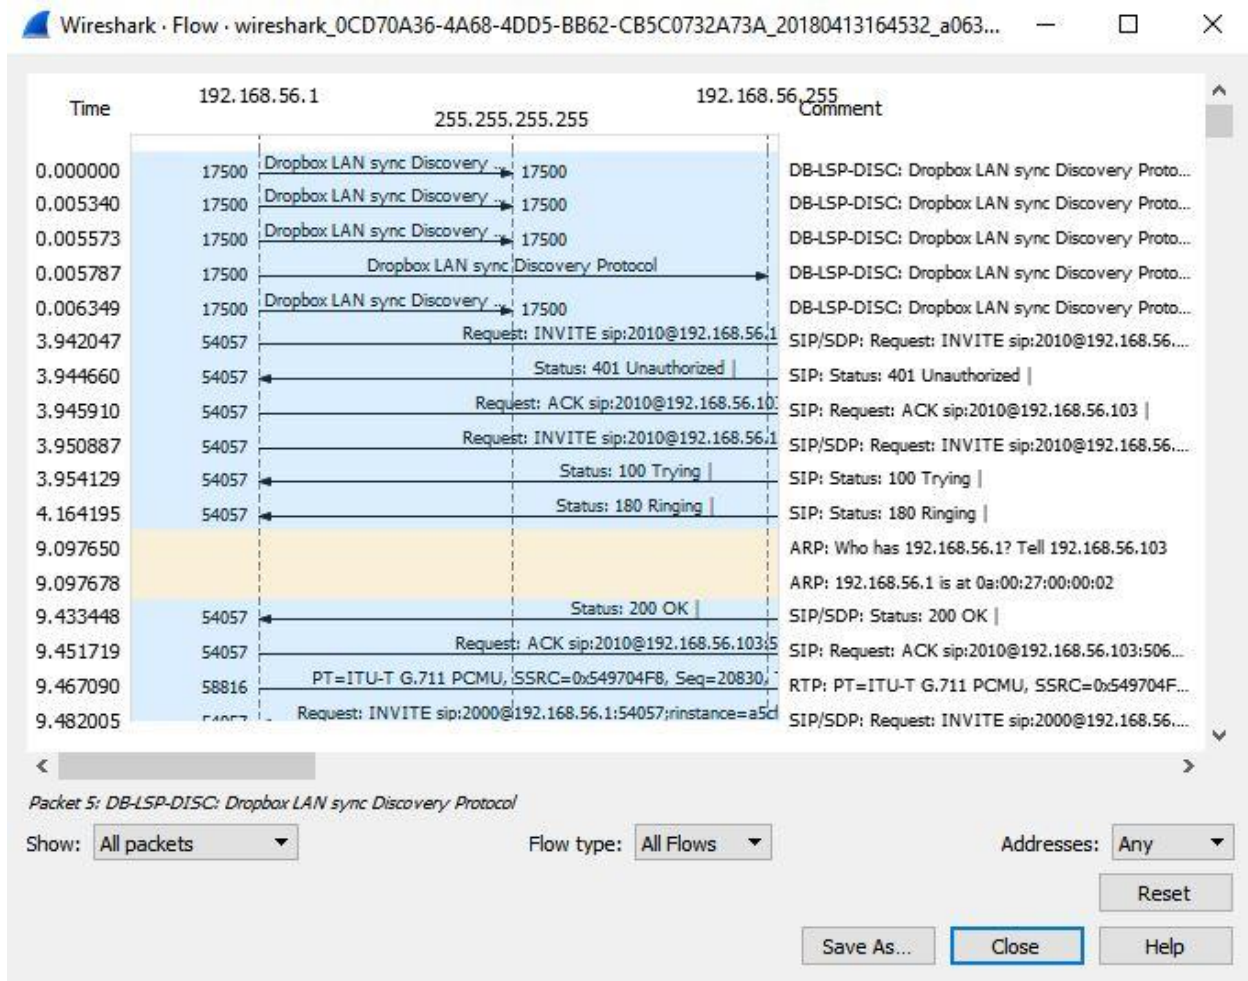 Wireshark · Flow · wireshark_0CD70A36-4A68-4DD5-BB62-CB5C0732A73A_20180413164532_a063...
Time 192.168.56.1 255.255.255.255 192.168.56.255 Comment
0.000000 17500 Dropbox LAN sync Discovery ... 17500 DB-LSP-DISC: Dropbox LAN sync Discovery Proto...
0.005340 17500 Dropbox LAN sync Discovery ... 17500 DB-LSP-DISC: Dropbox LAN sync Discovery Proto...
0.005573 17500 Dropbox LAN sync Discovery ... 17500 DB-LSP-DISC: Dropbox LAN sync Discovery Proto...
0.005787 17500 Dropbox LAN sync Discovery Protocol DB-LSP-DISC: Dropbox LAN sync Discovery Proto...
0.006349 17500 Dropbox LAN sync Discovery ... 17500 DB-LSP-DISC: Dropbox LAN sync Discovery Proto...
3.942047 54057 Request: INVITE sip:2010@192.168.56.1 SIP/SDP: Request: INVITE sip:2010@192.168.56....
3.944660 54057 Status: 401 Unauthorized | SIP: Status: 401 Unauthorized |
3.945910 54057 Request: ACK sip:2010@192.168.56.10 SIP: Request: ACK sip:2010@192.168.56.103 |
3.950887 54057 Request: INVITE sip:2010@192.168.56.1 SIP/SDP: Request: INVITE sip:2010@192.168.56....
3.954129 54057 Status: 100 Trying | SIP: Status: 100 Trying |
4.164195 54057 Status: 180 Ringing | SIP: Status: 180 Ringing |
9.097650 ARP: Who has 192.168.56.1? Tell 192.168.56.103
9.097678 ARP: 192.168.56.1 is at 0a:00:27:00:00:02
9.433448 54057 Status: 200 OK | SIP/SDP: Status: 200 OK |
9.451719 54057 Request: ACK sip:2010@192.168.56.103:5 SIP: Request: ACK sip:2010@192.168.56.103:506...
9.467090 58816 PT=ITU-T G.711 PCMU, SSRC=0x549704F8, Seq=20830, RTP: PT=ITU-T G.711 PCMU, SSRC=0x549704F...
9.482005 54057 Request: INVITE sip:2000@192.168.56.1:54057;rinstance=a5cf SIP/SDP: Request: INVITE sip:2000@192.168.56....
Packet 5: DB-LSP-DISC: Dropbox LAN sync Discovery Protocol
Show: All packets Flow type: All Flows Addresses: Any
Reset
Save As... Close Help